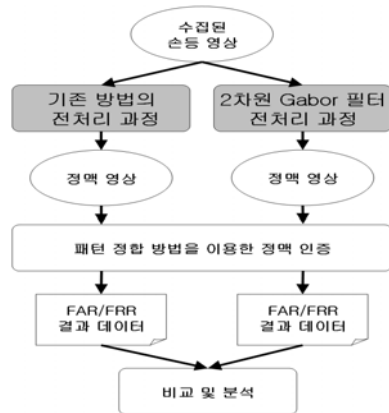 수집된
손등 영상
기존 방법의
전처리 과정
2차원 Gabor 필터
전처리 과정
정맥 영상
정맥 영상
패턴 정합 방법을 이용한 정맥 인증
FAR/FRR
결과 데이터
FAR/FRR
결과 데이터
비교 및 분석